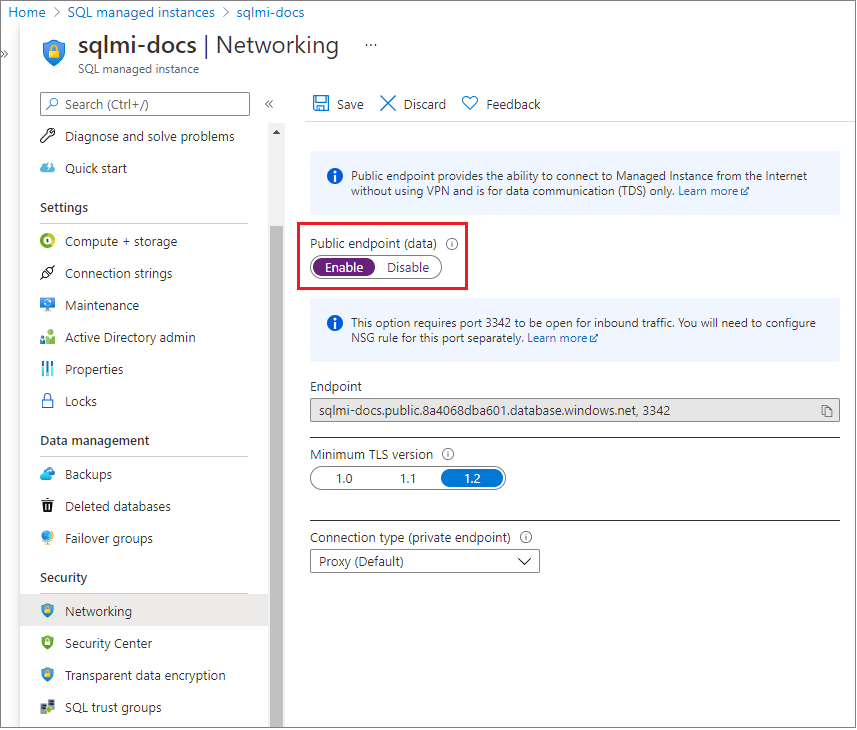 Home > SQL managed instances > sqlmi-docs
sqlmi-docs | Networking ...
SQL managed instance
Search (Ctrl+/)
Save Discard Feedback
Diagnose and solve problems
Quick start
Settings
Compute + storage
Connection strings
Maintenance
Active Directory admin
Properties
Locks
Data management
Backups
Deleted databases
Failover groups
Security
Networking
Security Center
Transparent data encryption
SQL trust groups
Public endpoint provides the ability to connect to Managed Instance from the Internet
without using VPN and is for data communication (TDS) only. Learn more
Public endpoint (data)
Enable Disable
This option requires port 3342 to be open for inbound traffic. You will need to configure
NSG rule for this port separately. Learn more
Endpoint
sqlmi-docs.public.8a4068dba601.database.windows.net, 3342
Minimum TLS version
1.0 1.1 1.2
Connection type (private endpoint)
Proxy (Default)